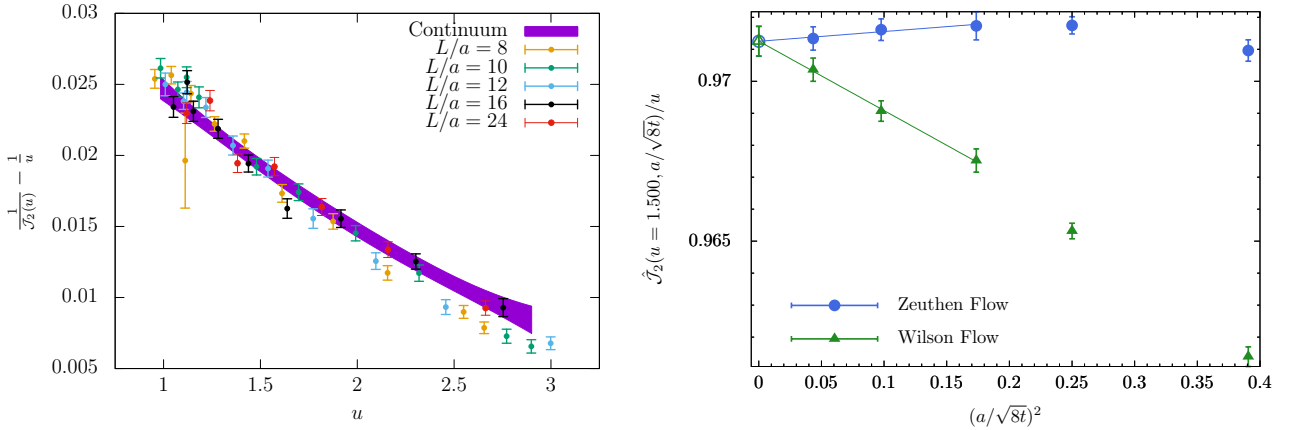 0.03
0.025
0.02
0.015
0.01
0.005
1
1.5
2
2.5
3
u
1/𝒥₂(u) − 1/u
Continuum
L/a = 8
L/a = 10
L/a = 12
L/a = 16
L/a = 24
0.97
0.965
0
0.05
0.1
0.15
0.2
0.25
0.3
0.35
0.4
(a/√8t)²
𝒥̂₂(u = 1.500, a/√8t)/u
Zeuthen Flow
Wilson Flow